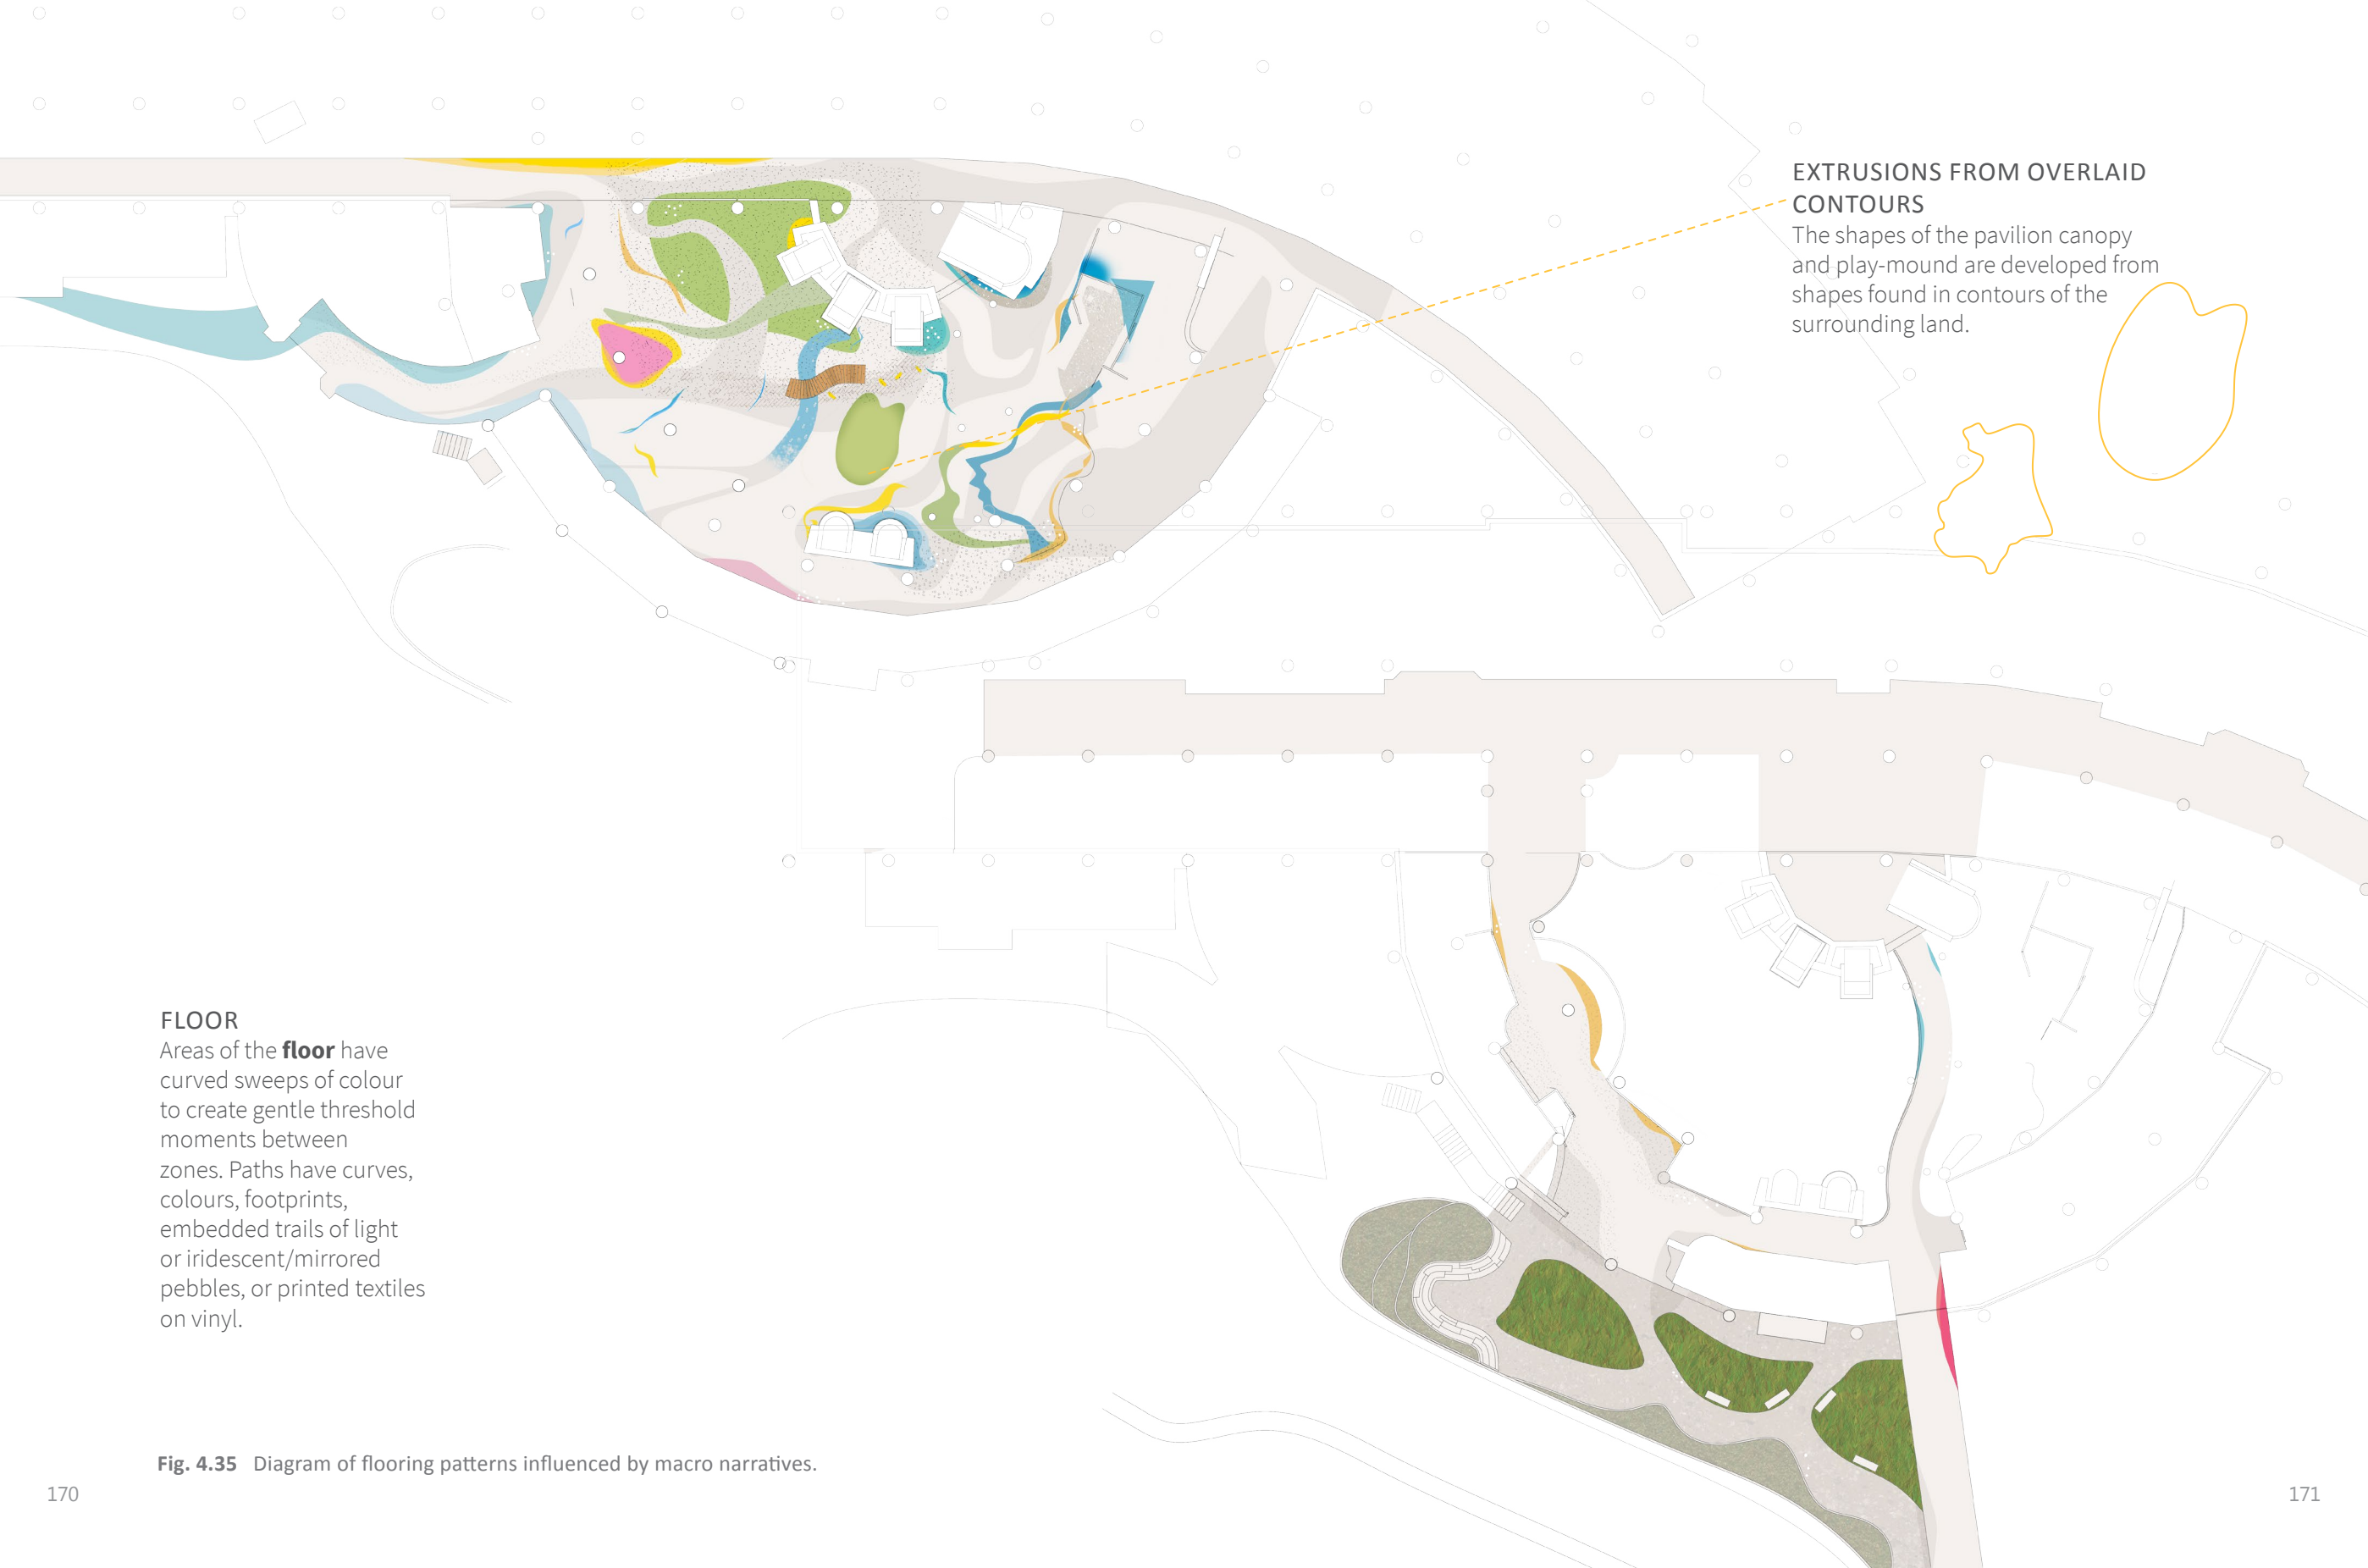 EXTRUSIONS FROM OVERLAID
CONTOURS
The shapes of the pavilion canopy
and play-mound are developed from
shapes found in contours of the
surrounding land.
FLOOR
Areas of the floor have
curved sweeps of colour
to create gentle threshold
moments between
zones. Paths have curves,
colours, footprints,
embedded trails of light
or iridescent/mirrored
pebbles, or printed textiles
on vinyl.
Fig. 4.35 Diagram of flooring patterns influenced by macro narratives.
170
171